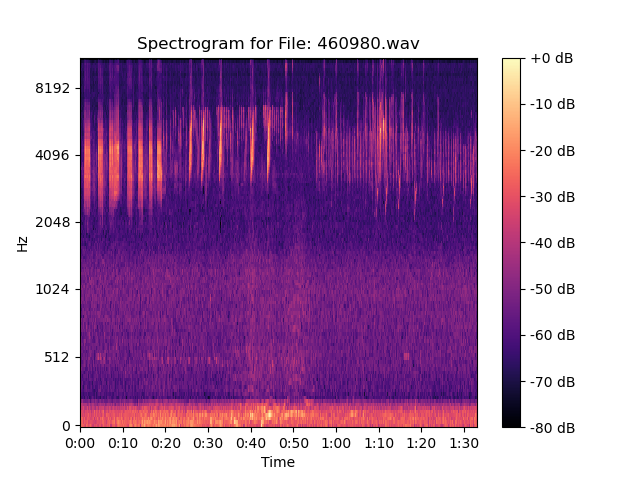 Spectrogram for File: 460980.wav
Hz
8192
4096
2048
1024
512
0
0:00 0:10 0:20 0:30 0:40 0:50 1:00 1:10 1:20 1:30
Time
+0 dB
-10 dB
-20 dB
-30 dB
-40 dB
-50 dB
-60 dB
-70 dB
-80 dB